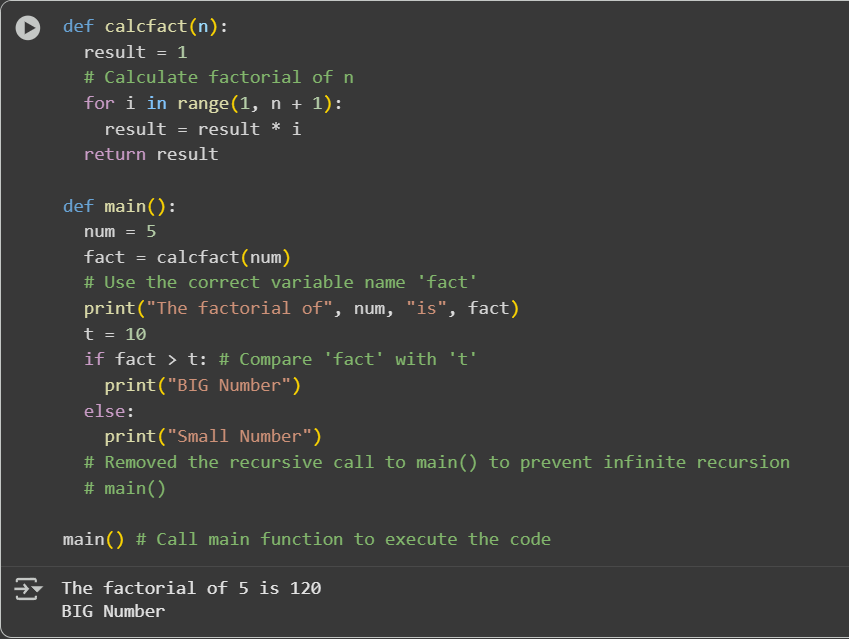 def calcfact(n):
  result = 1
  # Calculate factorial of n
  for i in range(1, n + 1):
    result = result * i
  return result

def main():
  num = 5
  fact = calcfact(num)
  # Use the correct variable name 'fact'
  print("The factorial of", num, "is", fact)
  t = 10
  if fact > t: # Compare 'fact' with 't'
    print("BIG Number")
  else:
    print("Small Number")
  # Removed the recursive call to main() to prevent infinite recursion
  # main()

main() # Call main function to execute the code
The factorial of 5 is 120
BIG Number